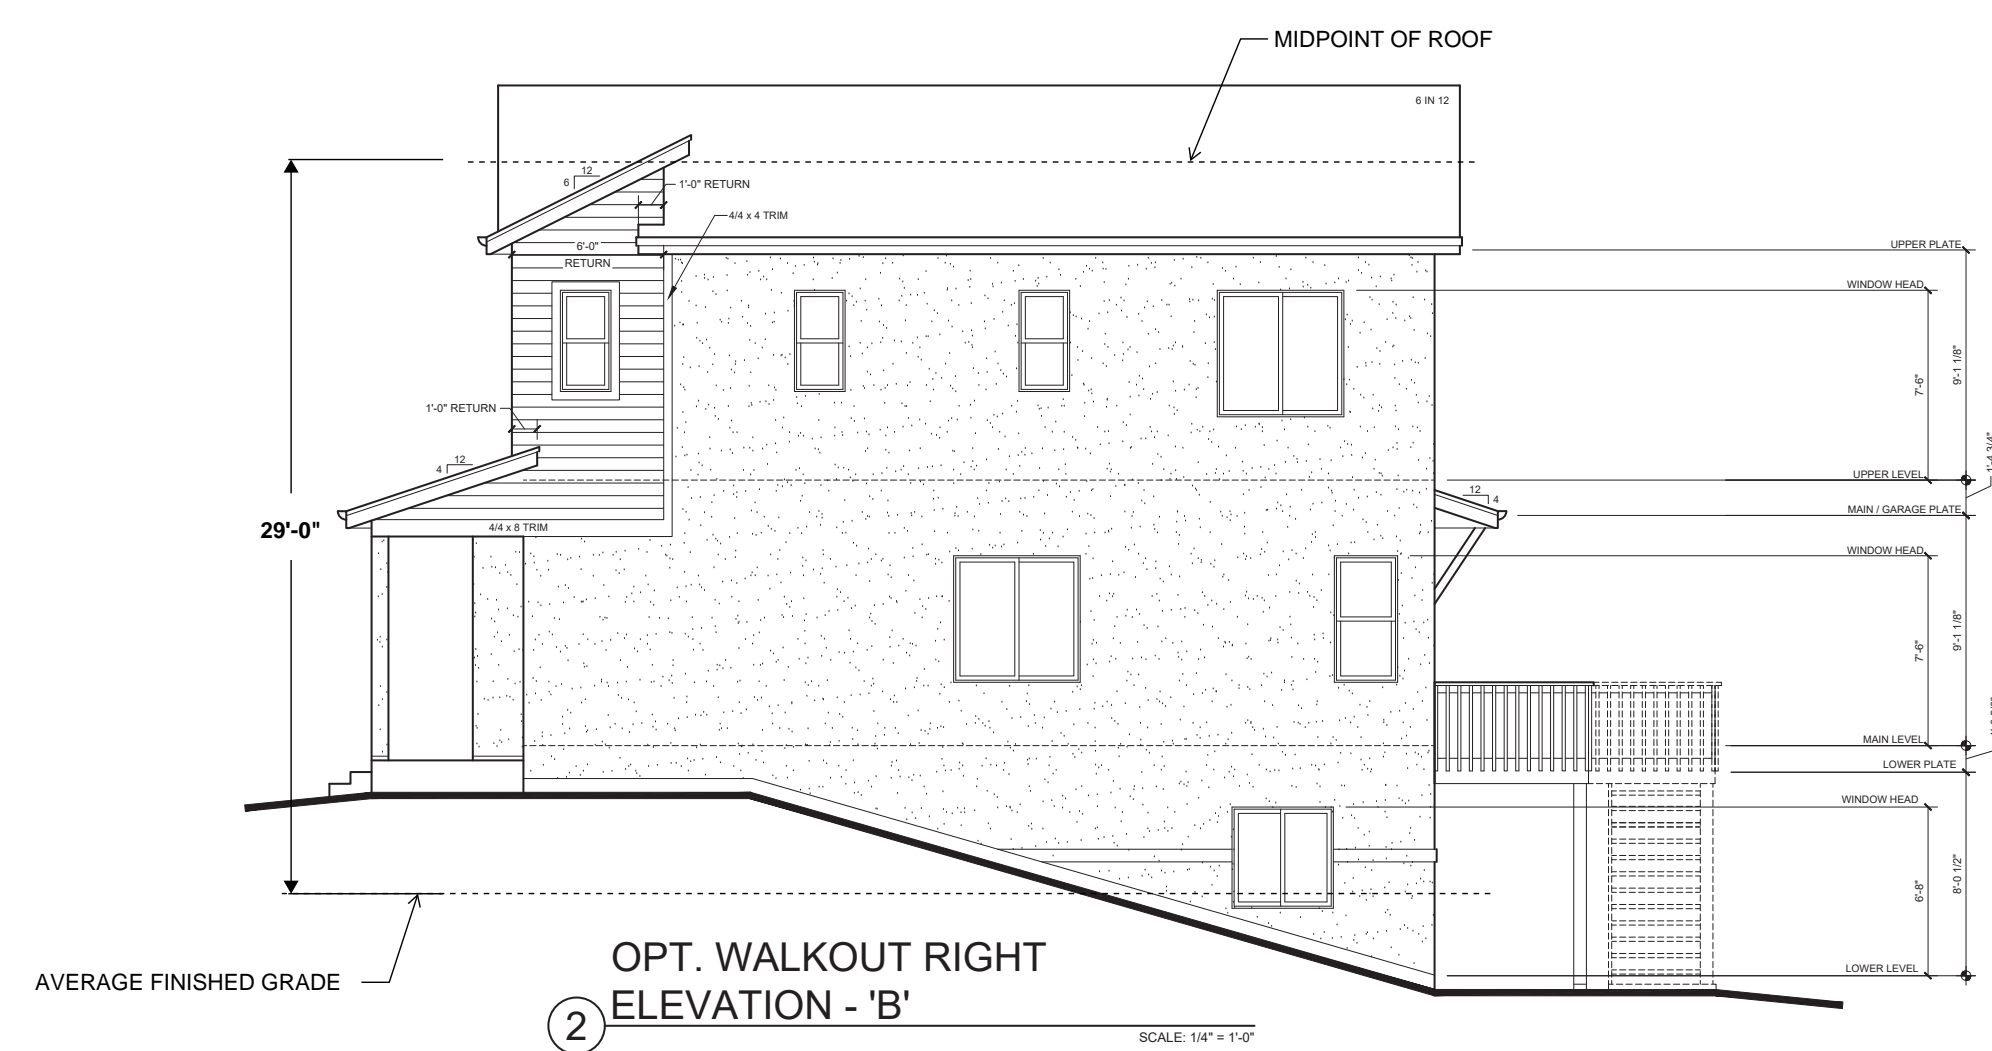 MIDPOINT OF ROOF
6 IN 12
12
6
1'-0" RETURN
4/4 x 4 TRIM
6'-0"
RETURN
UPPER PLATE
WINDOW HEAD
9'-1 1/8"
7'-6"
1'-0" RETURN
12
4
1'-4 3/4"
UPPER LEVEL
12
4
MAIN / GARAGE PLATE
29'-0"
4/4 x 8 TRIM
WINDOW HEAD
9'-1 1/8"
7'-6"
MAIN LEVEL
LOWER PLATE
WINDOW HEAD
8'-0 1/2"
6'-8"
LOWER LEVEL
AVERAGE FINISHED GRADE
OPT. WALKOUT RIGHT
ELEVATION - 'B'
2
SCALE: 1/4" = 1'-0"